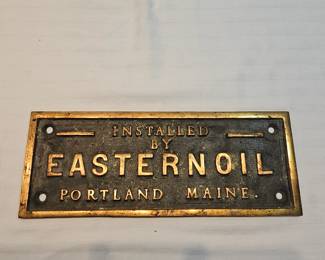 INSTALLED
BY
EASTERNOIL
PORTLAND MAINE.